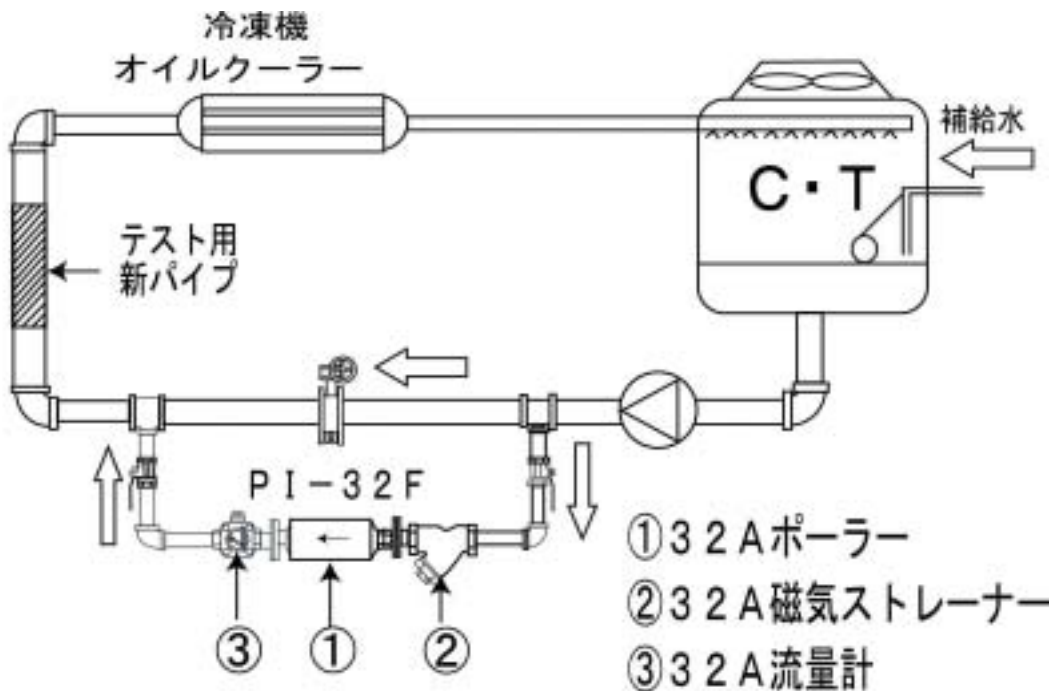 冷凍機
オイルクーラー
補給水
C・T
テスト用
新パイプ
PI-32F
①32Aポーラー
②32A磁気ストレーナー
③32A流量計
③
①
②